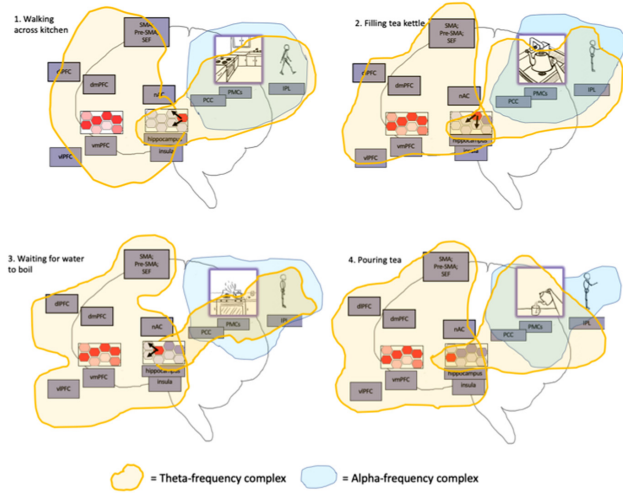 1. Walking
across kitchen
SMA;
Pre-SMA;
SEF
dlPFC
dmPFC
nAC
vmPFC
vlPFC
hippocampus
insula
PCC
PMCs
IPL
2. Filling tea kettle
SMA;
Pre-SMA;
SEF
dlPFC
dmPFC
nAC
vmPFC
vlPFC
hippocampus
insula
PCC
PMCs
IPL
3. Waiting for water
to boil
SMA;
Pre-SMA;
SEF
dlPFC
dmPFC
nAC
vmPFC
vlPFC
hippocampus
insula
PCC
PMCs
IPL
4. Pouring tea
SMA;
Pre-SMA;
SEF
dlPFC
dmPFC
nAC
vmPFC
vlPFC
hippocampus
insula
PCC
PMCs
IPL
= Theta-frequency complex
= Alpha-frequency complex